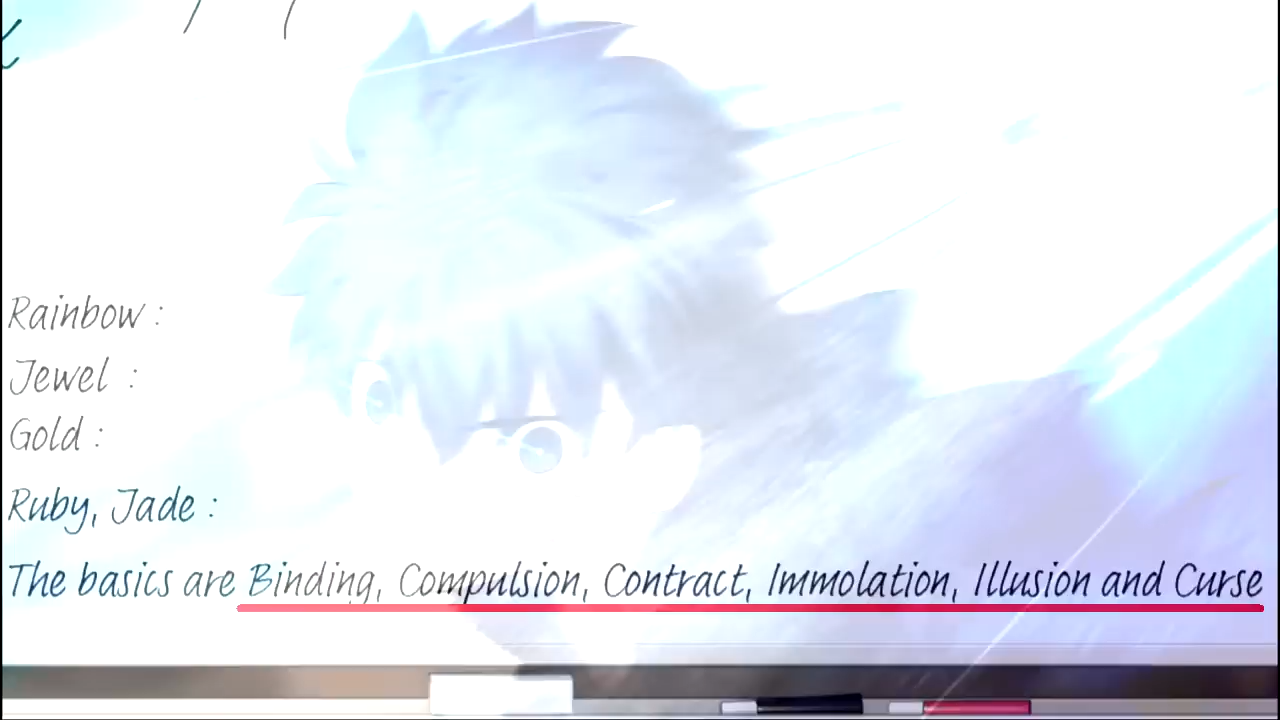 Rainbow :
Jewel :
Gold :
Ruby, Jade :
The basics are Binding, Compulsion, Contract, Immolation, Illusion and Curse